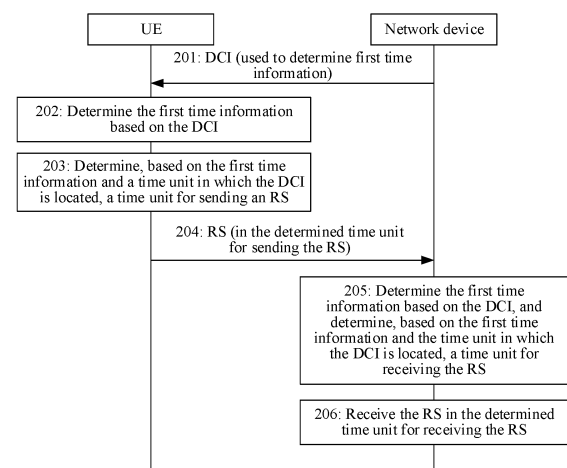 UE
Network device
201: DCI (used to determine first time
information)
202: Determine the first time information
based on the DCI
203: Determine, based on the first time
information and a time unit in which the DCI
is located, a time unit for sending an RS
204: RS (in the determined time unit
for sending the RS)
205: Determine the first time
information based on the DCI, and
determine, based on the first time
information and the time unit in which
the DCI is located, a time unit for
receiving the RS
206: Receive the RS in the determined
time unit for receiving the RS